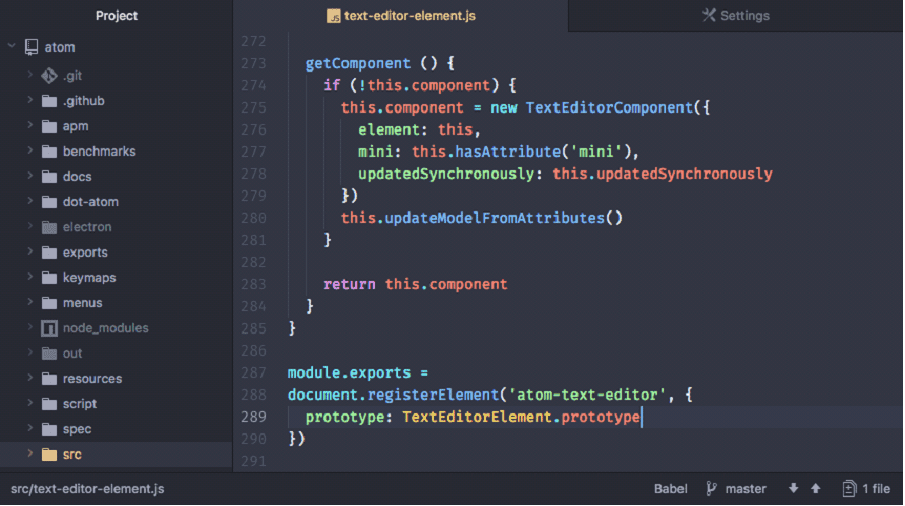 Project
text-editor-element.js
Settings
atom
.git
.github
apm
benchmarks
docs
dot-atom
electron
exports
keymaps
menus
node_modules
out
resources
script
spec
src
272
273 getComponent () {
274 if (!this.component) {
275 this.component = new TextEditorComponent({
276 element: this,
277 mini: this.hasAttribute('mini'),
278 updatedSynchronously: this.updatedSynchronously
279 })
280 this.updateModelFromAttributes()
281 }
282
283 return this.component
284 }
285 }
286
287 module.exports =
288 document.registerElement('atom-text-editor', {
289 prototype: TextEditorElement.prototype
290 })
291
src/text-editor-element.js
Babel
master
1 file